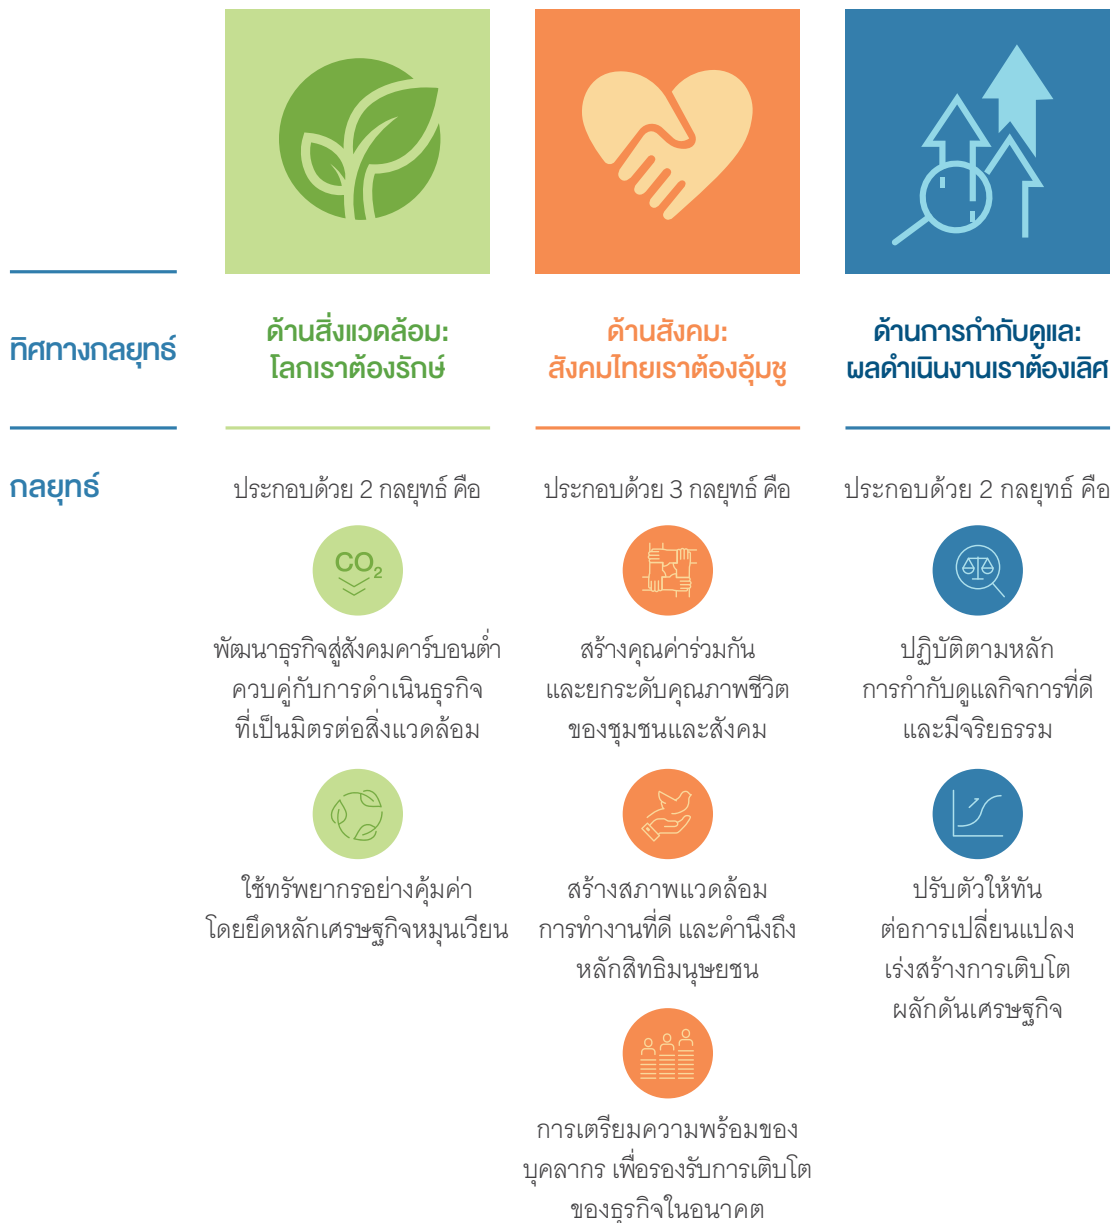 ทิศทางกลยุทธ์
ด้านสิ่งแวดล้อม:
โลกเราต้องรักษ์
ด้านสังคม:
สังคมไทยเราต้องอุ้มชู
ด้านการกำกับดูแล:
ผลดำเนินงานเราต้องเลิศ
กลยุทธ์
ประกอบด้วย 2 กลยุทธ์ คือ
CO2
พัฒนาธุรกิจสู่สังคมคาร์บอนต่ำ
ควบคู่กับการดำเนินธุรกิจ
ที่เป็นมิตรต่อสิ่งแวดล้อม
ใช้ทรัพยากรอย่างคุ้มค่า
โดยยึดหลักเศรษฐกิจหมุนเวียน
ประกอบด้วย 3 กลยุทธ์ คือ
สร้างคุณค่าร่วมกัน
และยกระดับคุณภาพชีวิต
ของชุมชนและสังคม
สร้างสภาพแวดล้อม
การทำงานที่ดี และคำนึงถึง
หลักสิทธิมนุษยชน
การเตรียมความพร้อมของ
บุคลากร เพื่อรองรับการเติบโต
ของธุรกิจในอนาคต
ประกอบด้วย 2 กลยุทธ์ คือ
ปฏิบัติตามหลัก
การกำกับดูแลกิจการที่ดี
และมีจริยธรรม
ปรับตัวให้ทัน
ต่อการเปลี่ยนแปลง
เร่งสร้างการเติบโต
ผลักดันเศรษฐกิจ